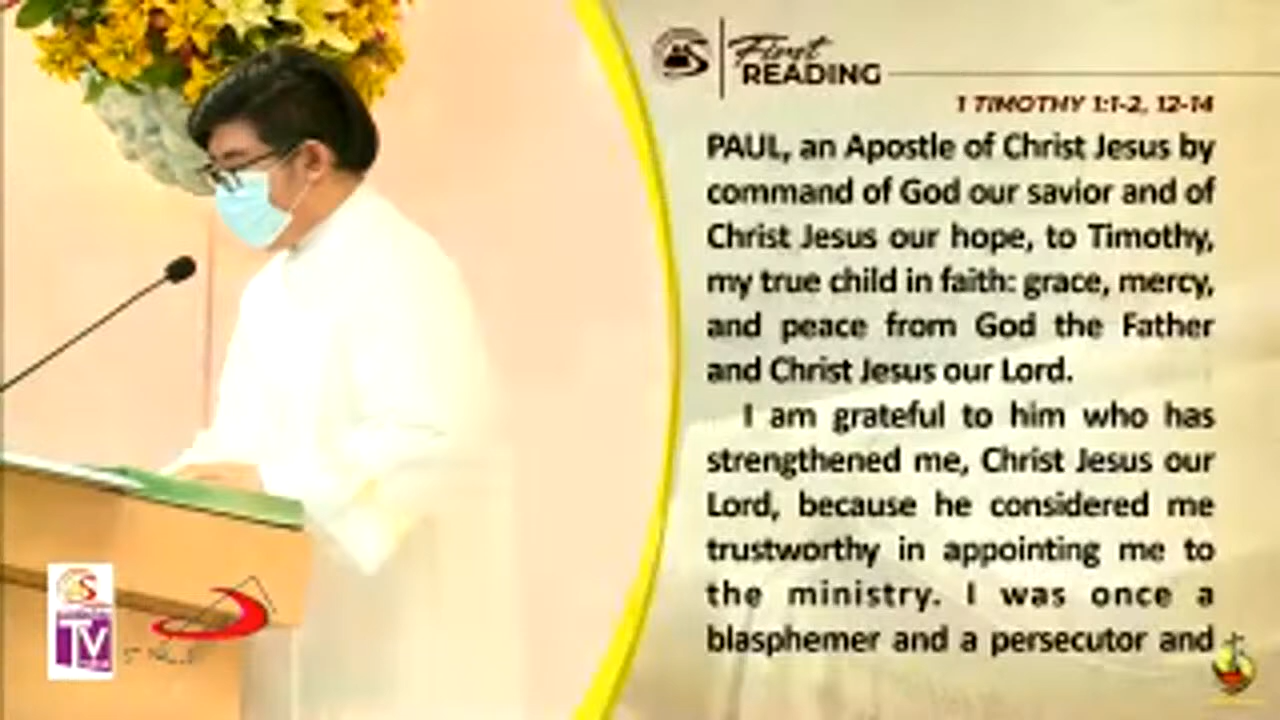 First
READING
1 TIMOTHY 1:1-2, 12-14
PAUL, an Apostle of Christ Jesus by
command of God our savior and of
Christ Jesus our hope, to Timothy,
my true child in faith: grace, mercy,
and peace from God the Father
and Christ Jesus our Lord.
I am grateful to him who has
strengthened me, Christ Jesus our
Lord, because he considered me
trustworthy in appointing me to
the ministry. I was once a
blasphemer and a persecutor and
TV